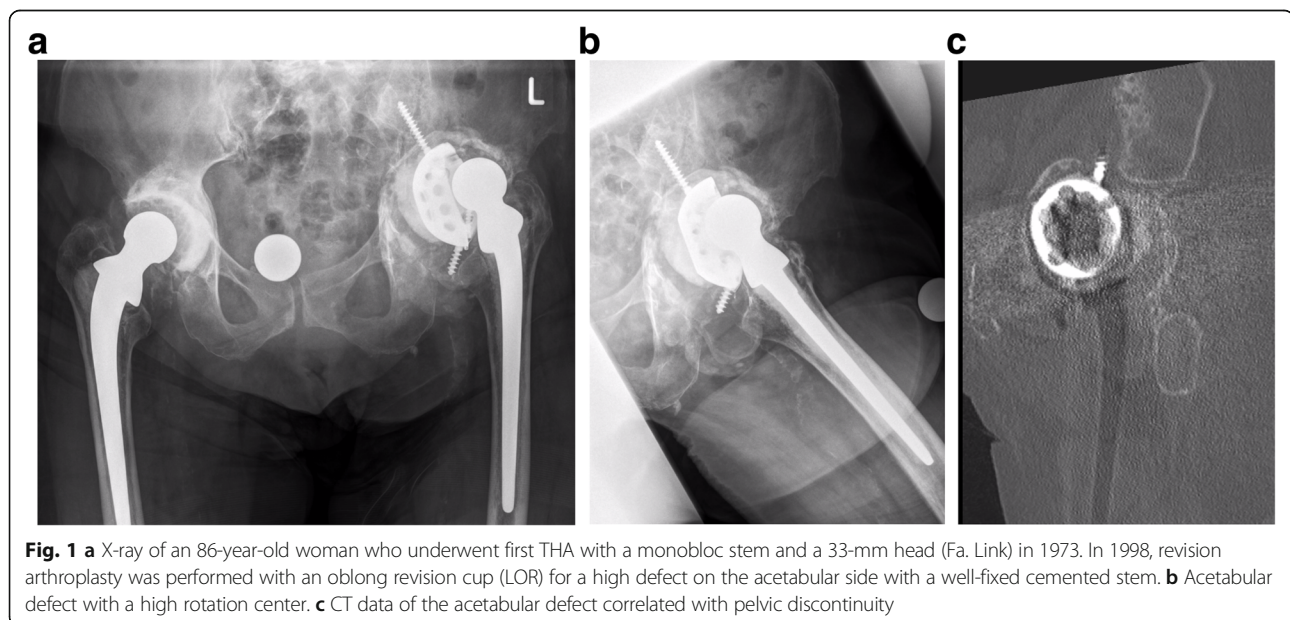 a
b
c
L
Fig. 1 a X-ray of an 86-year-old woman who underwent first THA with a monobloc stem and a 33-mm head (Fa. Link) in 1973. In 1998, revision
arthroplasty was performed with an oblong revision cup (LOR) for a high defect on the acetabular side with a well-fixed cemented stem. b Acetabular
defect with a high rotation center. c CT data of the acetabular defect correlated with pelvic discontinuity